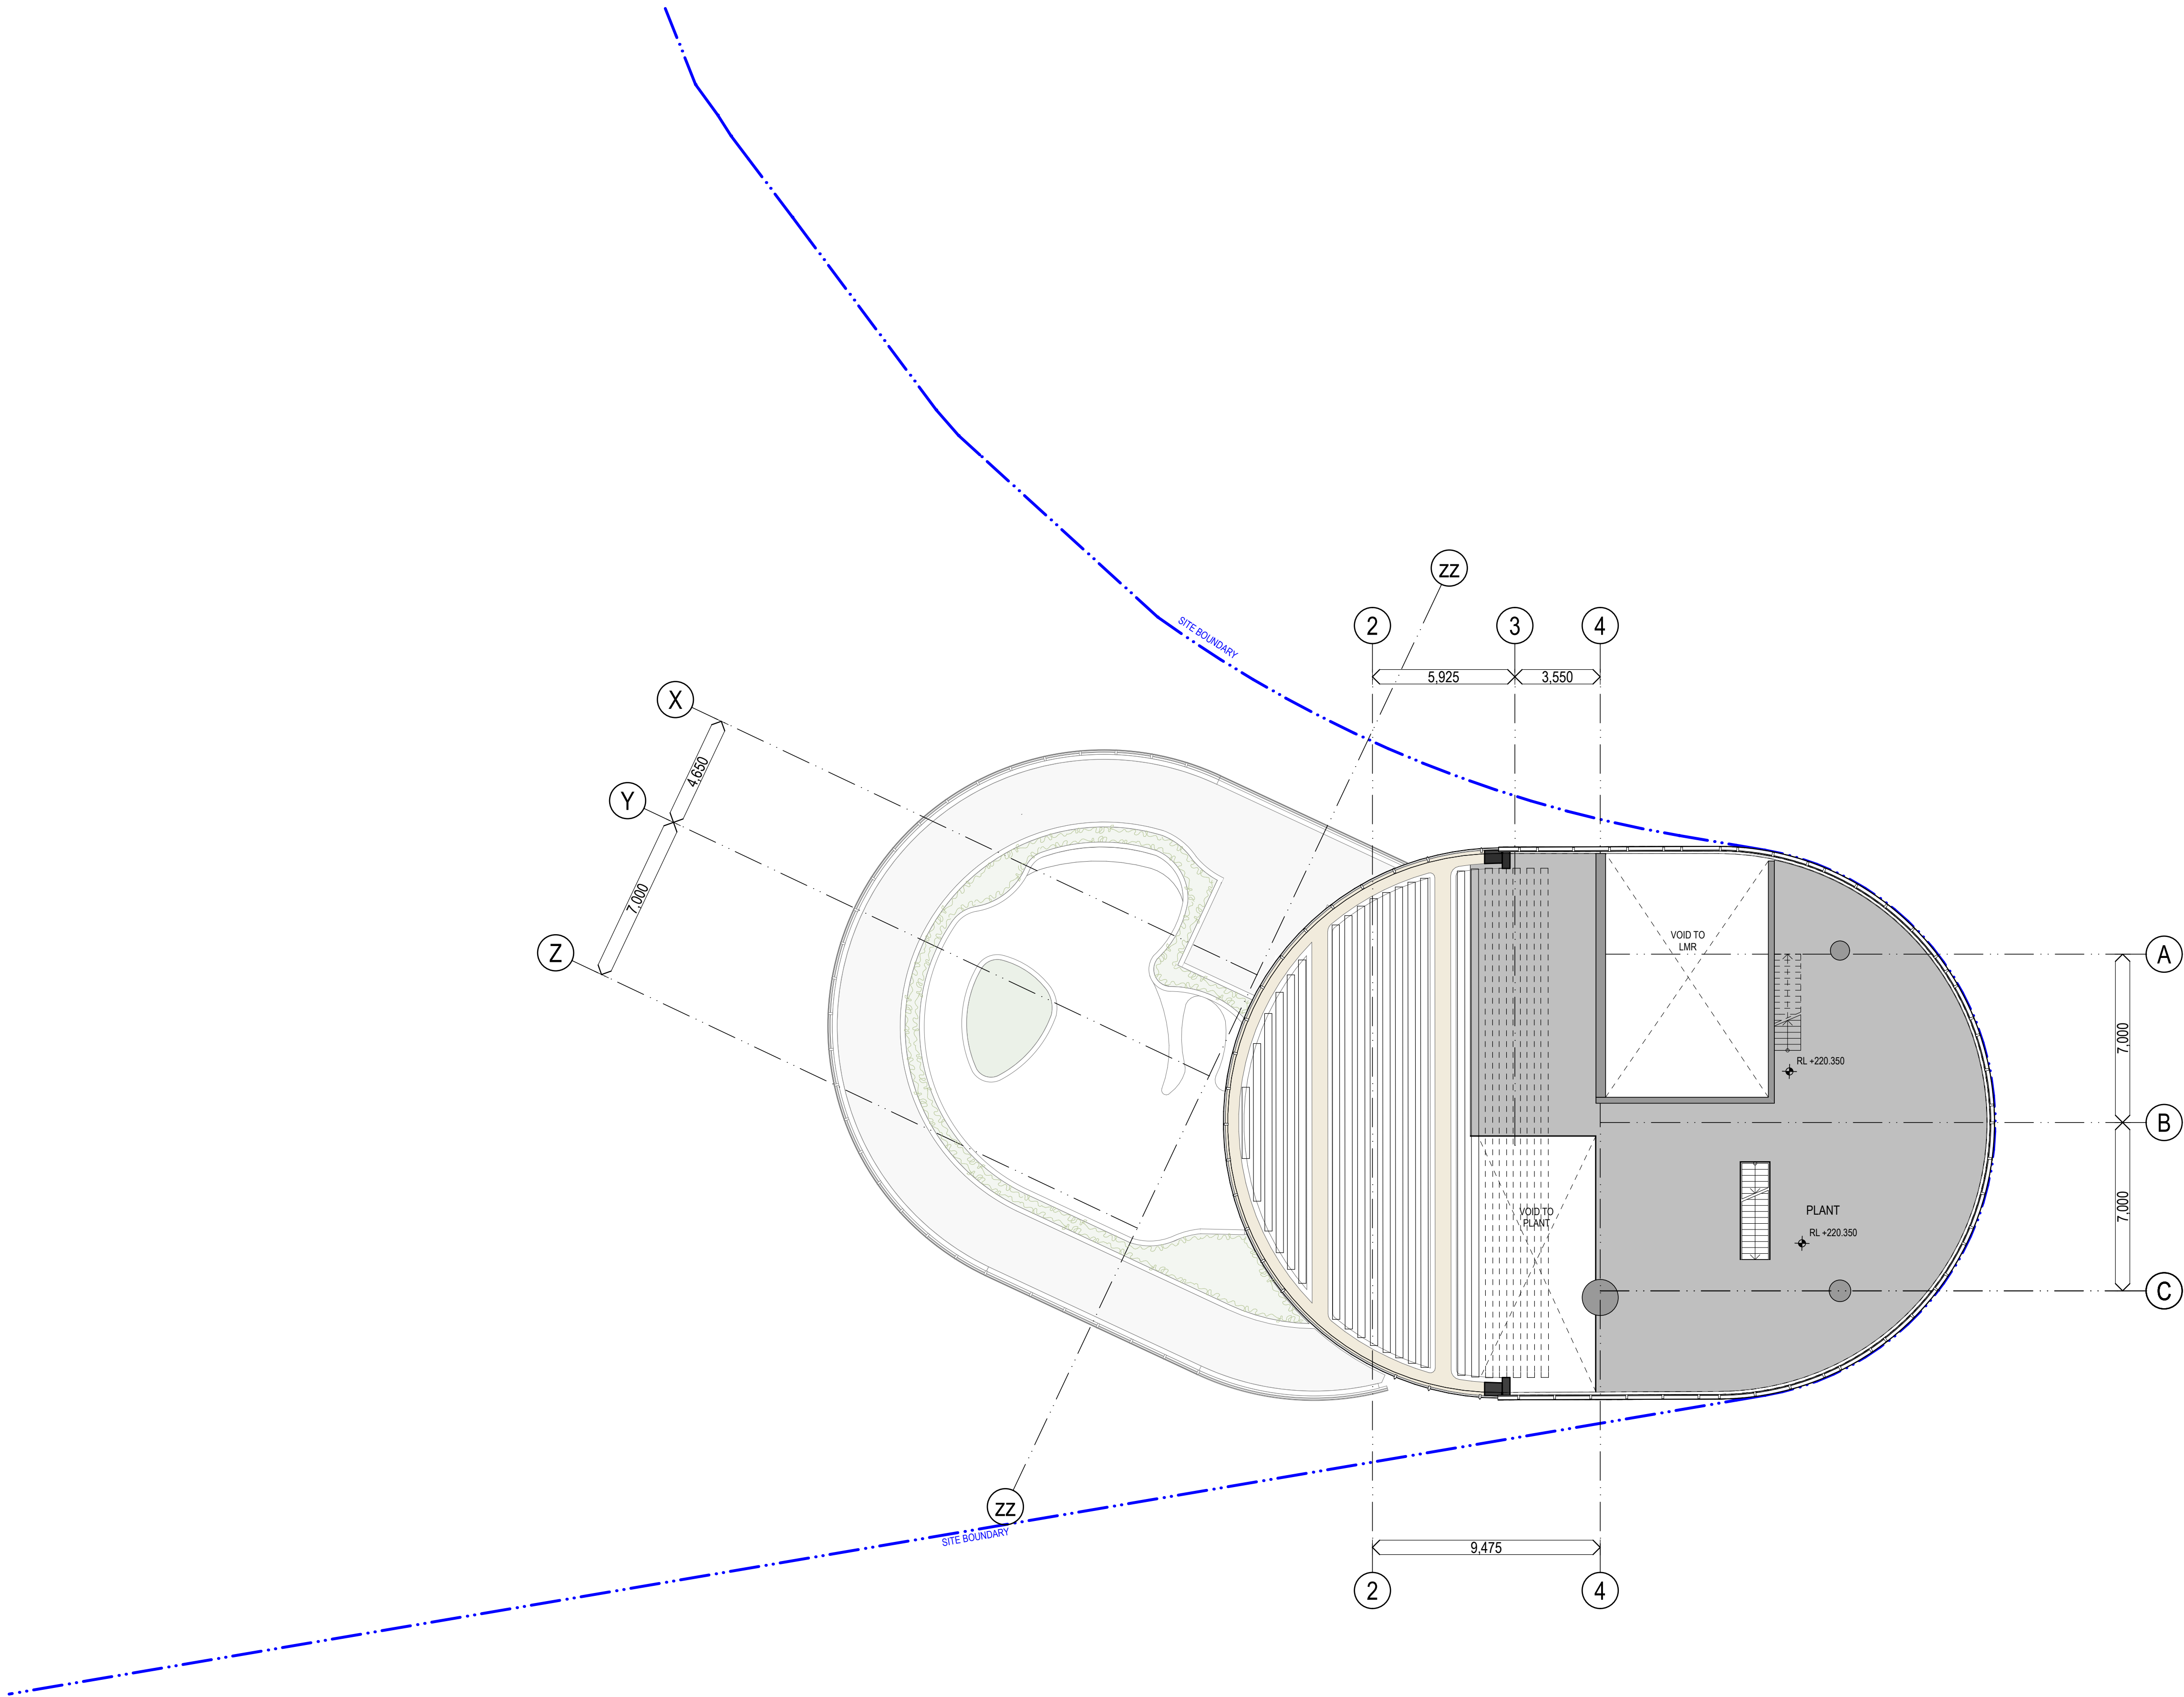 ZZ
2
3
4
SITE BOUNDARY
5,925
3,550
X
4,650
Y
7,000
Z
VOID TO
LMR
A
7,000
RL +220.350
B
7,000
PLANT
VOID TO
PLANT
RL +220.350
C
ZZ
SITE BOUNDARY
9,475
2
4